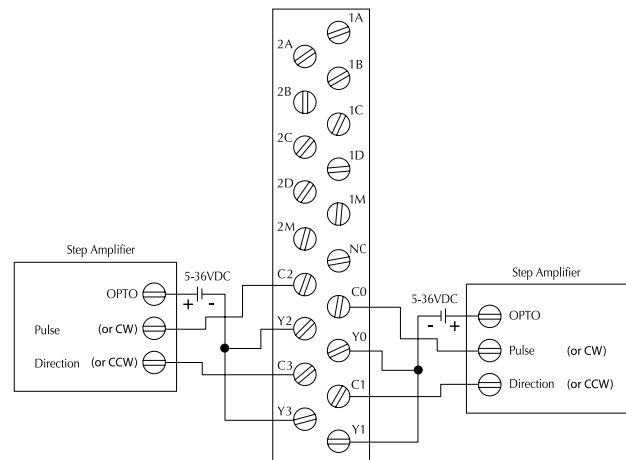 1A
2A
1B
2B
1C
2C
1D
2D
1M
2M
NC
Step Amplifier
5-36VDC
OPTO
+ -
Pulse (or CW)
Direction (or CCW)
C2
Y2
C3
Y3
C0
Y0
C1
Y1
Step Amplifier
5-36VDC
- +
OPTO
Pulse (or CW)
Direction (or CCW)